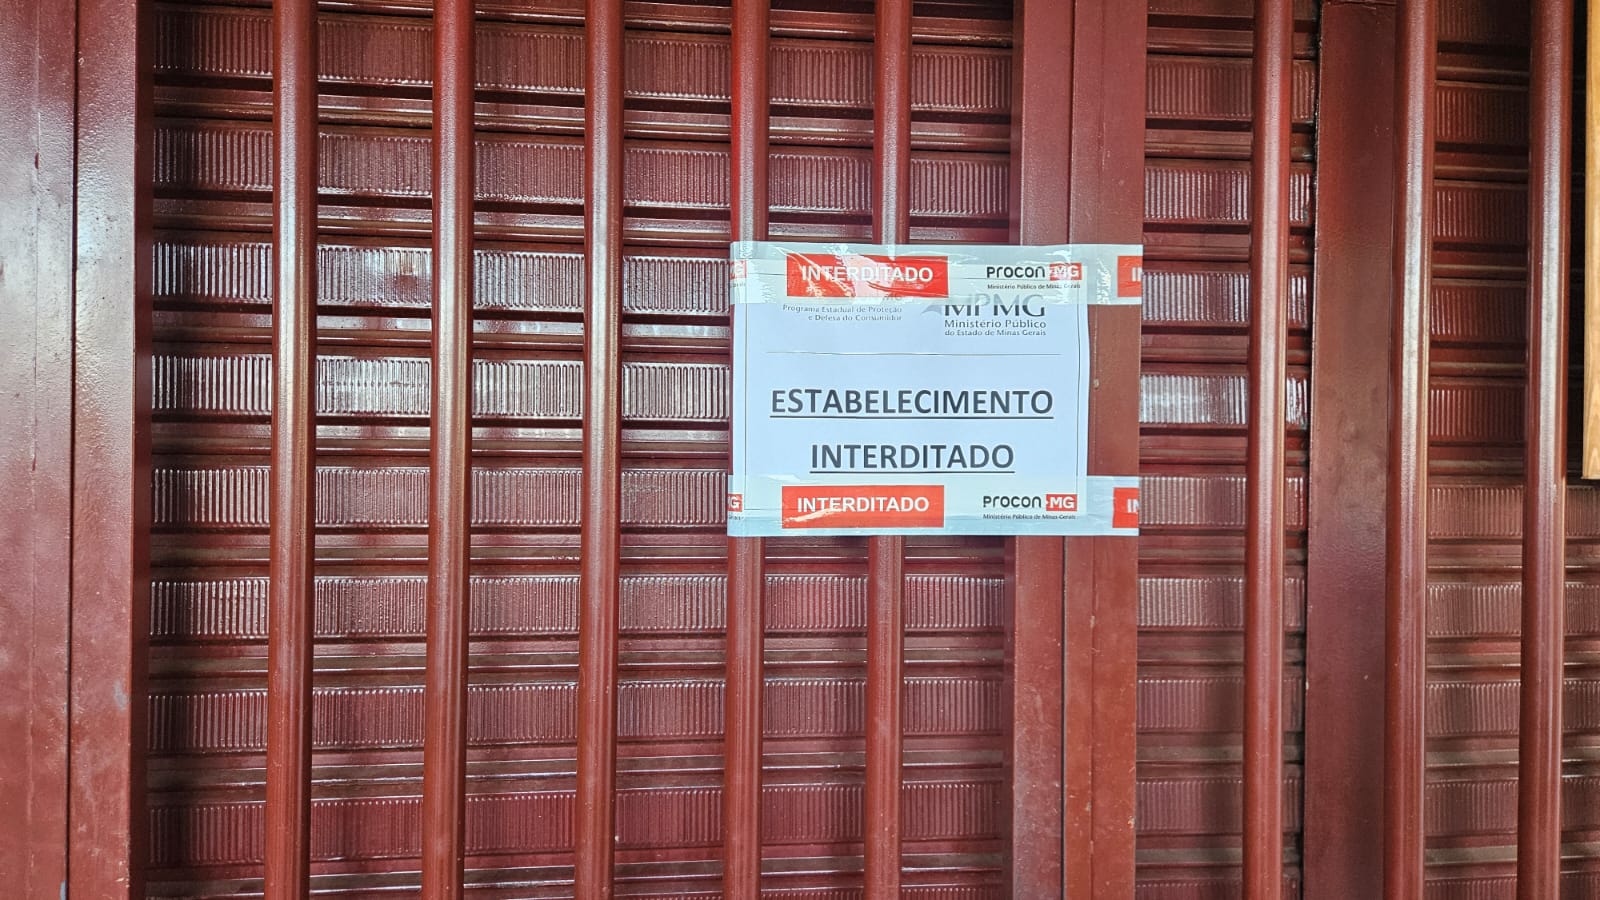 INTERDITADO PROCON MG
Ministério Público de Minas Gerais
Programa Estadual de Proteção
e Defesa do Consumidor
MPMG
Ministério Público
do Estado de Minas Gerais
ESTABELECIMENTO
INTERDITADO
INTERDITADO PROCON MG
Ministério Público de Minas Gerais